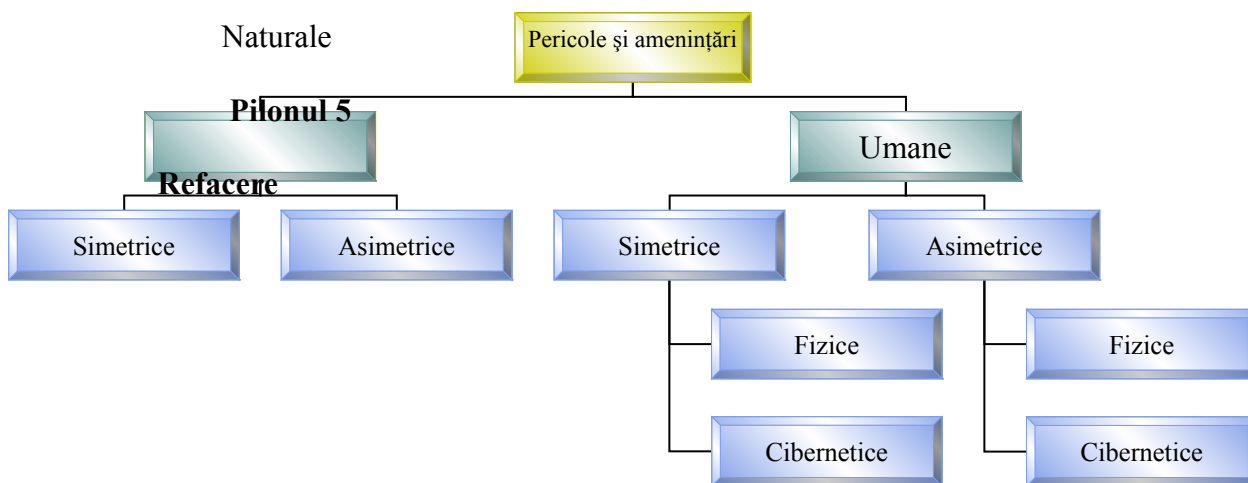 Naturale
Pericole şi ameninţări
Pilonul 5
Umane
Refacere
Simetrice
Asimetrice
Simetrice
Asimetrice
Fizice
Fizice
Cibernetice
Cibernetice